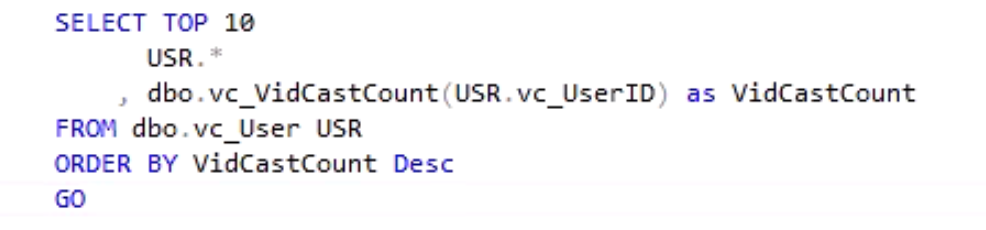 SELECT TOP 10
USR.*
, dbo.vc_VidCastCount(USR.vc_UserID) as VidCastCount
FROM dbo.vc_User USR
ORDER BY VidCastCount Desc
GO